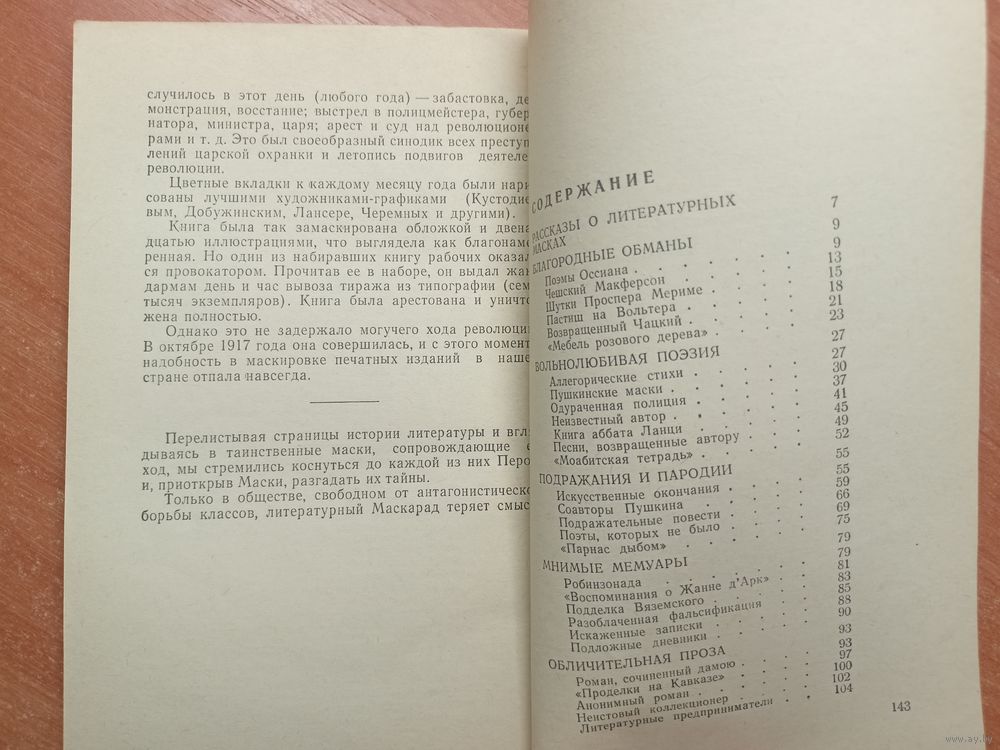 случилось в этот день (любого года) — забастовка, де
монстрация, восстание; выстрел в полицмейстера, губер
натора, министра, царя; арест и суд над революционе
рами и т. д. Это был своеобразный синодик всех преступ
лений царской охранки и летопись подвигов деятеле
революции.
Цветные вкладки к каждому месяцу года были нари
сованы лучшими художниками-графиками (Кустодие
вым, Добужинским, Лансере, Черемных и другими).
Книга была так замаскирована обложкой и двена
дцатью иллюстрациями, что выглядела как благонаме
ренная. Но один из набиравших книгу рабочих оказал
ся провокатором. Прочитав ее в наборе, он выдал жан
дармам день и час вывоза тиража из типографии (сем
тысяч экземпляров). Книга была арестована и уничто
жена полностью.
Однако это не задержало могучего хода революции
В октябре 1917 года она совершилась, и с этого момент
надобность в маскировке печатных изданий в наше
стране отпала навсегда.
Перелистывая страницы истории литературы и вгля
дываясь в таинственные маски, сопровождающие е
ход, мы стремились коснуться до каждой из них Перо
и, приоткрыв Маски, разгадать их тайны.
Только в обществе, свободном от антагонистическо
борьбы классов, литературный Маскарад теряет смысл
СОДЕРЖАНИЕ
РАССКАЗЫ О ЛИТЕРАТУРНЫХ
МАСКАХ 7
БЛАГОРОДНЫЕ ОБМАНЫ 9
Поэмы Оссиана . . . . . . 9
Чешский Макферсон 13
Шутки Проспера Мериме . . . 15
Пастиш на Вольтера . . . . 18
Возвращенный Чацкий . . . . 21
«Мебель розового дерева» . . . 23
ВОЛЬНОЛЮБИВАЯ ПОЭЗИЯ 27
Аллегорические стихи . . . . 27
Пушкинские маски . . . . . 30
Одураченная полиция . . . . 37
Неизвестный автор . . . . . 41
Книга аббата Ланци . . . . 45
Песни, возвращенные автору . . 49
«Моабитская тетрадь» . . . . 52
ПОДРАЖАНИЯ И ПАРОДИИ 55
Искусственные окончания . . . 55
Соавторы Пушкина . . . . . 59
Подражательные повести . . . 66
Поэты, которых не было . . . 69
«Парнас дыбом» . . . . . 75
МНИМЫЕ МЕМУАРЫ 79
Робинзонада . . . . . . 79
«Воспоминания о Жанне д’Арк» . . 81
Подделка Вяземского . . . . 83
Разоблаченная фальсификация . . 85
Искаженные записки . . . . 88
Подложные дневники . . . . 90
ОБЛИЧИТЕЛЬНАЯ ПРОЗА 93
Роман, сочиненный дамою . . . 93
«Проделки на Кавказе» . . . . 97
Анонимный роман . . . . . 100
Неистовый коллекционер . . . 102
Литературные предприниматели . . 104
143
www.ay.by